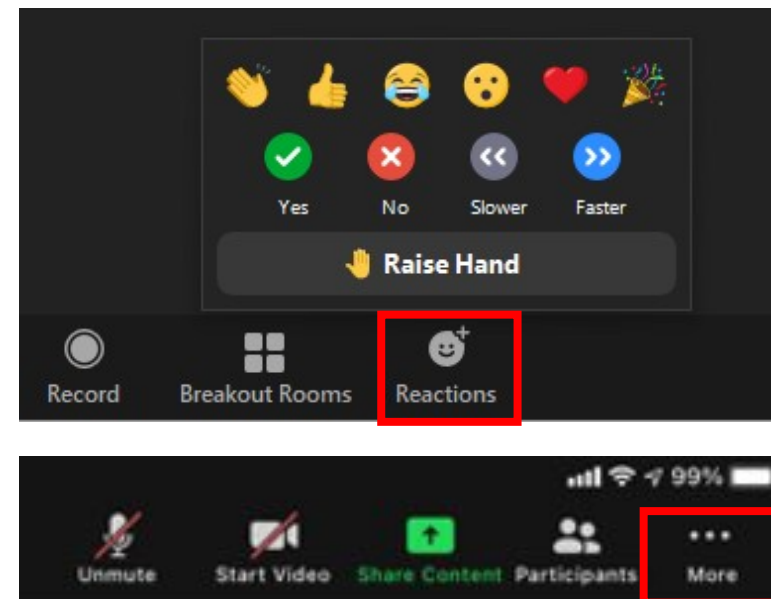 Yes No Slower Faster
Raise Hand
Record Breakout Rooms Reactions
99%
Unmute Start Video Share Content Participants More